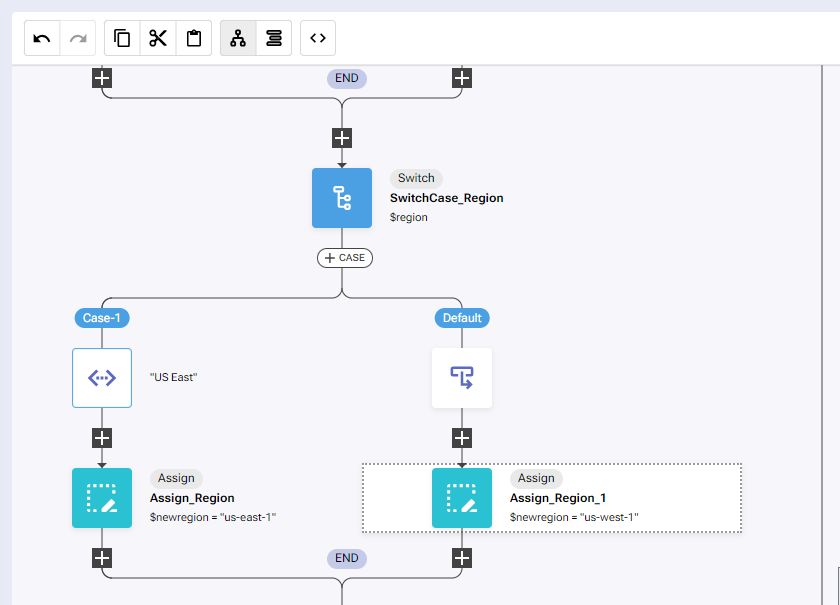 END
Switch
SwitchCase_Region
$region
CASE
Case-1
Default
"US East"
Assign
Assign_Region
$newregion = "us-east-1"
Assign
Assign_Region_1
$newregion = "us-west-1"
END